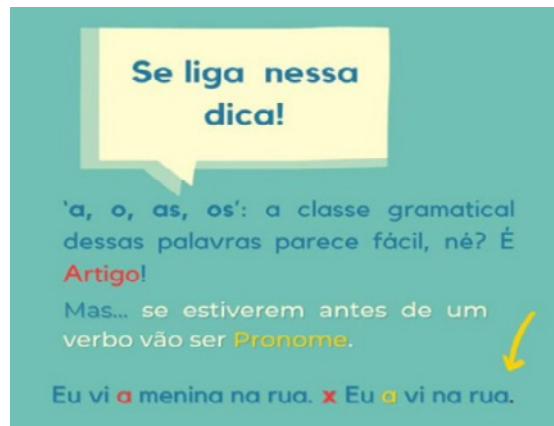 Se liga nessa
dica!
'a, o, as, os': a classe gramatical
dessas palavras parece fácil, né? É
Artigo!
Mas... se estiverem antes de um
verbo vão ser Pronome.
Eu vi a menina na rua. x Eu a vi na rua.